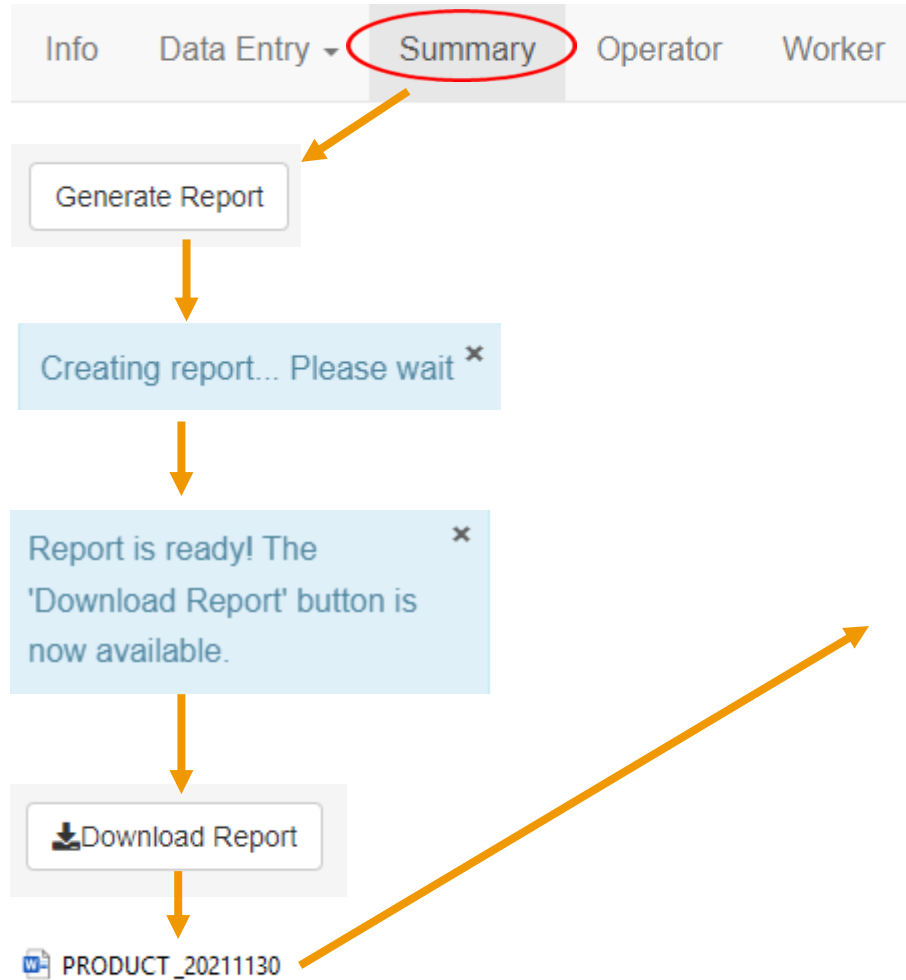 Info Data Entry Summary Operator Worker
Generate Report
Creating report... Please wait ×
Report is ready! The ×
'Download Report' button is
now available.
Download Report
PRODUCT_20211130